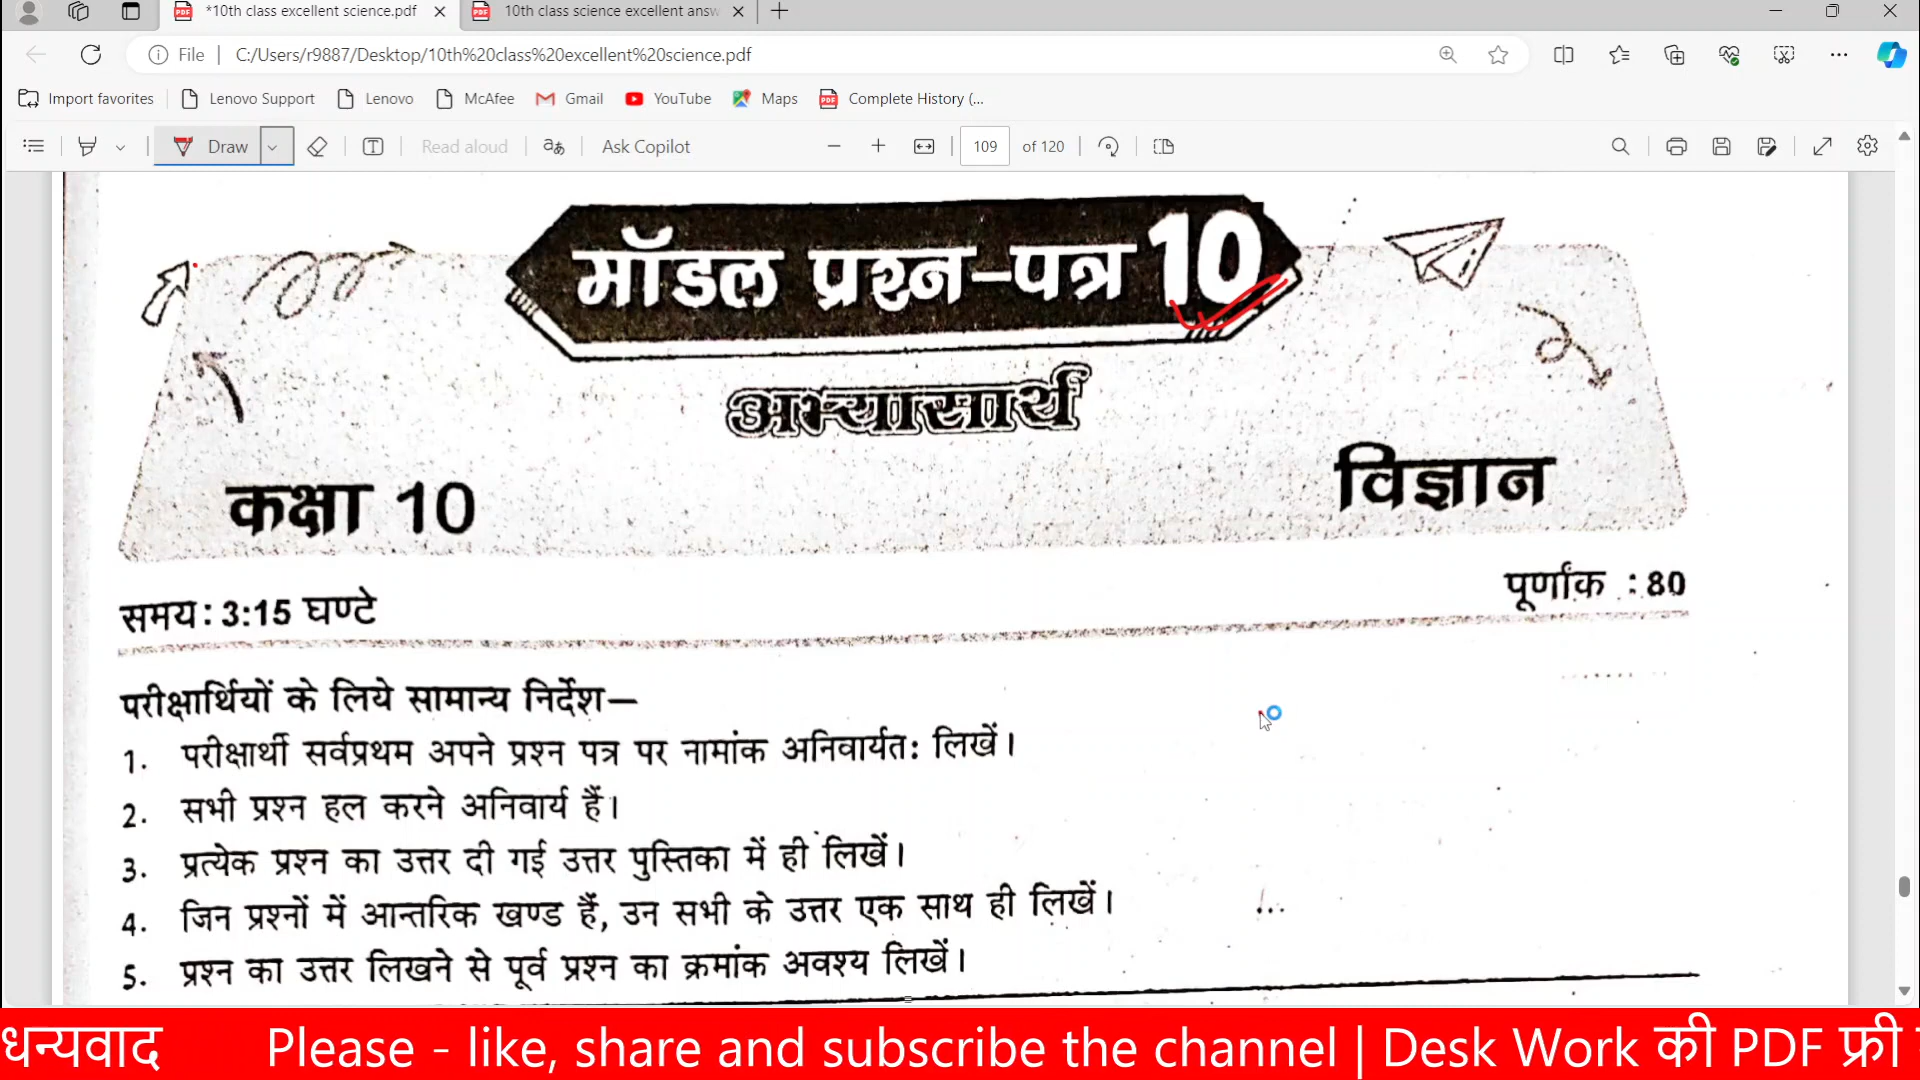 *10th class excellent science.pdf
10th class science excellent answ
File
C:/Users/r9887/Desktop/10th%20class%20excellent%20science.pdf
Import favorites
Lenovo Support
Lenovo
McAfee
Gmail
YouTube
Maps
Complete History (...
Draw
Read aloud
aあ
Ask Copilot
109 of 120
मॉडल प्रश्न-पत्र 10
अभ्यासार्थ
कक्षा 10
विज्ञान
समय: 3:15 घण्टे
पूर्णांक : 80
परीक्षार्थियों के लिये सामान्य निर्देश—
1. परीक्षार्थी सर्वप्रथम अपने प्रश्न पत्र पर नामांक अनिवार्यत: लिखें।
2. सभी प्रश्न हल करने अनिवार्य हैं।
3. प्रत्येक प्रश्न का उत्तर दी गई उत्तर पुस्तिका में ही लिखें।
4. जिन प्रश्नों में आन्तरिक खण्ड हैं, उन सभी के उत्तर एक साथ ही लिखें।
5. प्रश्न का उत्तर लिखने से पूर्व प्रश्न का क्रमांक अवश्य लिखें।
धन्यवाद Please - like, share and subscribe the channel | Desk Work की PDF फ्री